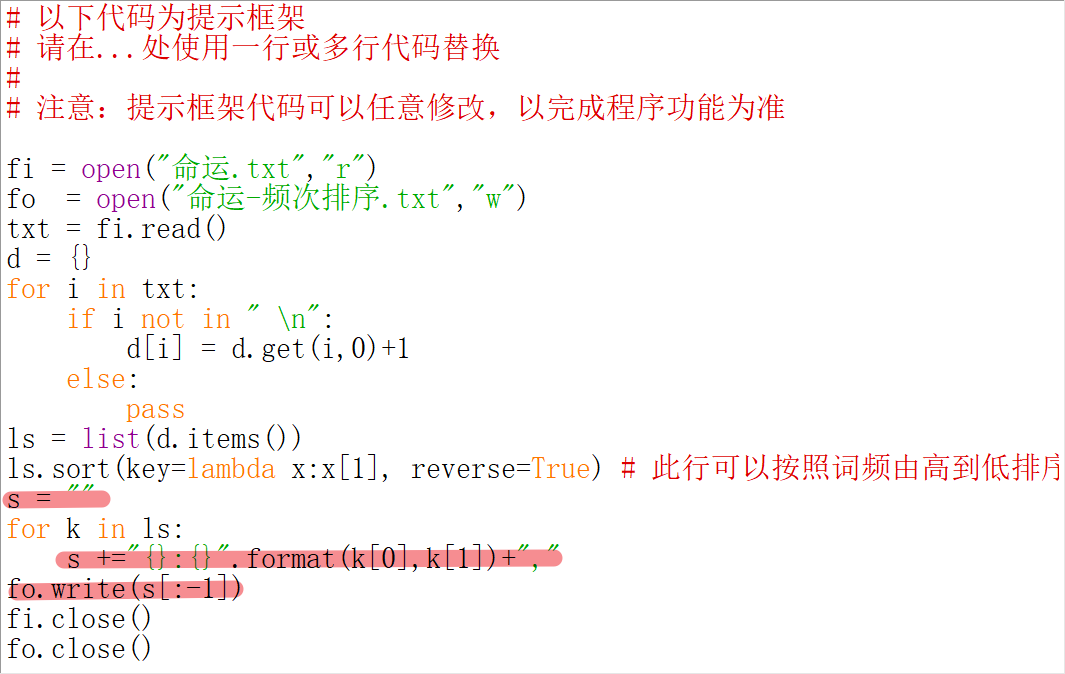 # 以下代码为提示框架
# 请在...处使用一行或多行代码替换
#
# 注意：提示框架代码可以任意修改，以完成程序功能为准
fi = open("命运.txt","r")
fo  = open("命运-频次排序.txt","w")
txt = fi.read()
d = {}
for i in txt:
    if i not in " \n":
        d[i] = d.get(i,0)+1
    else:
        pass
ls = list(d.items())
ls.sort(key=lambda x:x[1], reverse=True) # 此行可以按照词频由高到低排序
s = ""
for k in ls:
    s +="{}:{}".format(k[0],k[1])+","
fo.write(s[:-1])
fi.close()
fo.close()